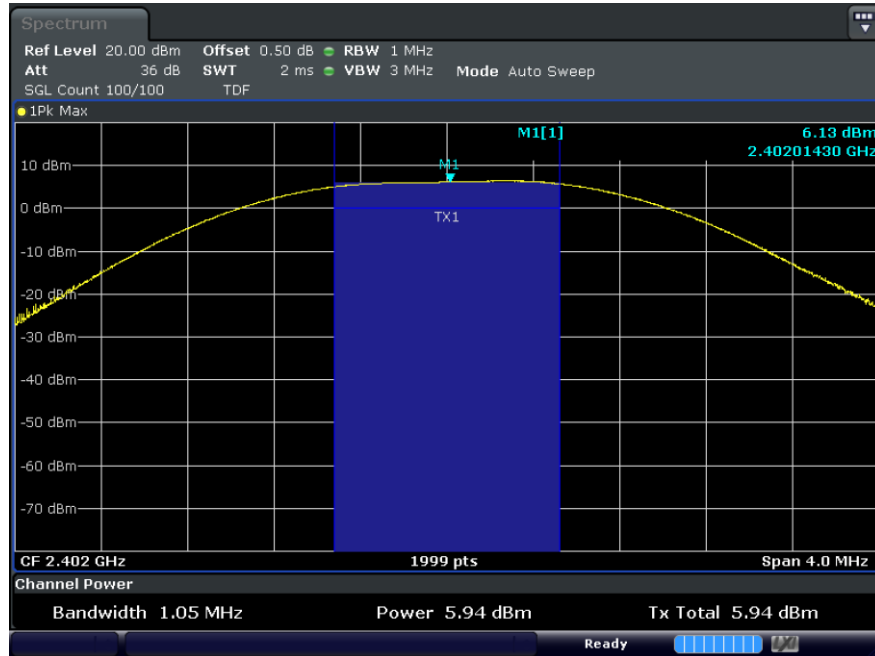 Spectrum
Ref Level 20.00 dBm Offset 0.50 dB RBW 1 MHz
Att 36 dB SWT 2 ms VBW 3 MHz Mode Auto Sweep
SGL Count 100/100 TDF
1Pk Max
M1[1] 6.13 dBm
2.40201430 GHz
M1
10 dBm
0 dBm
TX1
-10 dBm
-20 dBm
-30 dBm
-40 dBm
-50 dBm
-60 dBm
-70 dBm
CF 2.402 GHz 1999 pts Span 4.0 MHz
Channel Power
Bandwidth 1.05 MHz Power 5.94 dBm Tx Total 5.94 dBm
Ready